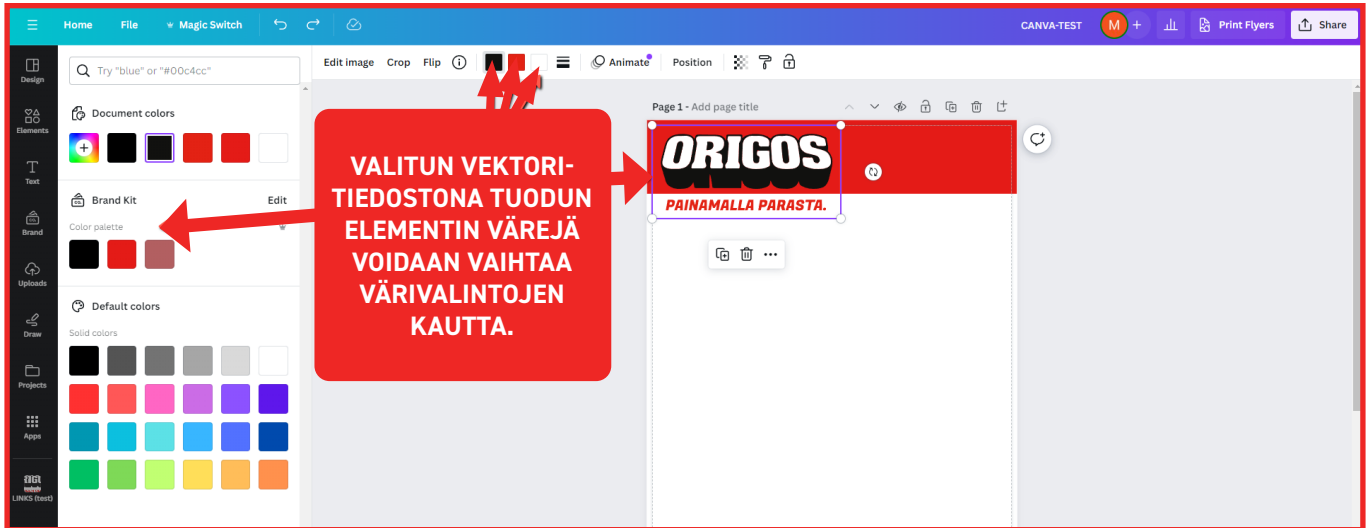 Home File Magic Switch CANVA-TEST M + Print Flyers Share
Edit image Crop Flip Animate Position
Design
Elements
Text
Brand
Uploads
Draw
Projects
Apps
LINKS (test)
Try "blue" or "#00c4cc"
Document colors
+
Brand Kit Edit
Color palette
Default colors
Solid colors
VALITUN VEKTORI-
TIEDOSTONA TUODUN
ELEMENTIN VÄREJÄ
VOIDAAN VAIHTAA
VÄRIVALINTOJEN
KAUTTA.
Page 1 - Add page title
ORIGOS
PAINAMALLA PARASTA.